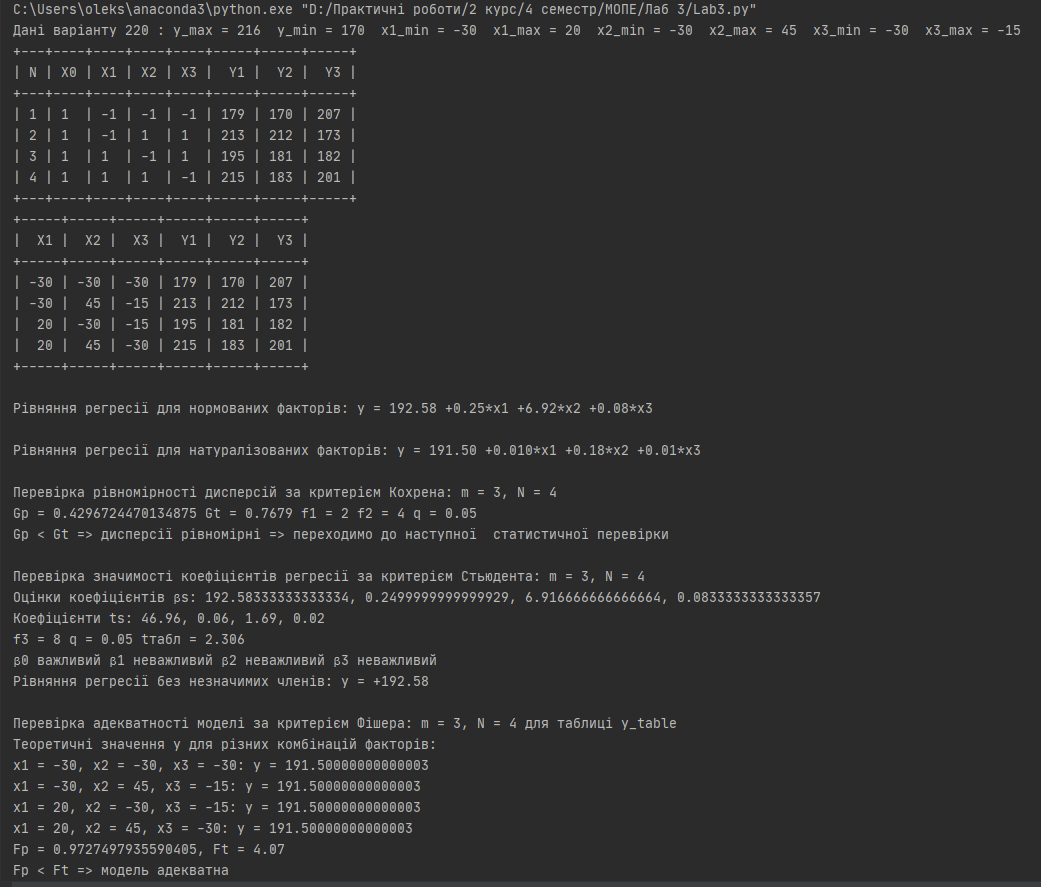 C:\Users\oleks\anaconda3\python.exe "D:/Практичні роботи/2 курс/4 семестр/МОПЕ/Лаб 3/Lab3.py"
Дані варіанту 220 : y_max = 216  y_min = 170  x1_min = -30  x1_max = 20  x2_min = -30  x2_max = 45  x3_min = -30  x3_max = -15
+---+----+----+----+----+-----+-----+-----+
| N | X0 | X1 | X2 | X3 |  Y1 |  Y2 |  Y3 |
+---+----+----+----+----+-----+-----+-----+
| 1 | 1  | -1 | -1 | -1 | 179 | 170 | 207 |
| 2 | 1  | -1 | 1  | 1  | 213 | 212 | 173 |
| 3 | 1  | 1  | -1 | 1  | 195 | 181 | 182 |
| 4 | 1  | 1  | 1  | -1 | 215 | 183 | 201 |
+---+----+----+----+----+-----+-----+-----+
+-----+-----+-----+-----+-----+-----+
|  X1 |  X2 |  X3 |  Y1 |  Y2 |  Y3 |
+-----+-----+-----+-----+-----+-----+
| -30 | -30 | -30 | 179 | 170 | 207 |
| -30 |  45 | -15 | 213 | 212 | 173 |
|  20 | -30 | -15 | 195 | 181 | 182 |
|  20 |  45 | -30 | 215 | 183 | 201 |
+-----+-----+-----+-----+-----+-----+
Рівняння регресії для нормованих факторів: y = 192.58 +0.25*x1 +6.92*x2 +0.08*x3
Рівняння регресії для натуралізованих факторів: y = 191.50 +0.010*x1 +0.18*x2 +0.01*x3
Перевірка рівномірності дисперсій за критерієм Кохрена: m = 3, N = 4
Gp = 0.4296724470134875 Gt = 0.7679 f1 = 2 f2 = 4 q = 0.05
Gp < Gt => дисперсії рівномірні => переходимо до наступної  статистичної перевірки
Перевірка значимості коефіцієнтів регресії за критерієм Стьюдента: m = 3, N = 4
Оцінки коефіцієнтів βs: 192.58333333333334, 0.2499999999999929, 6.916666666666664, 0.0833333333333357
Коефіцієнти ts: 46.96, 0.06, 1.69, 0.02
f3 = 8 q = 0.05 tтабл = 2.306
β0 важливий β1 неважливий β2 неважливий β3 неважливий
Рівняння регресії без незначимих членів: y = +192.58
Перевірка адекватності моделі за критерієм Фішера: m = 3, N = 4 для таблиці y_table
Теоретичні значення y для різних комбінацій факторів:
x1 = -30, x2 = -30, x3 = -30: y = 191.50000000000003
x1 = -30, x2 = 45, x3 = -15: y = 191.50000000000003
x1 = 20, x2 = -30, x3 = -15: y = 191.50000000000003
x1 = 20, x2 = 45, x3 = -30: y = 191.50000000000003
Fp = 0.9727497935590405, Ft = 4.07
Fp < Ft => модель адекватна